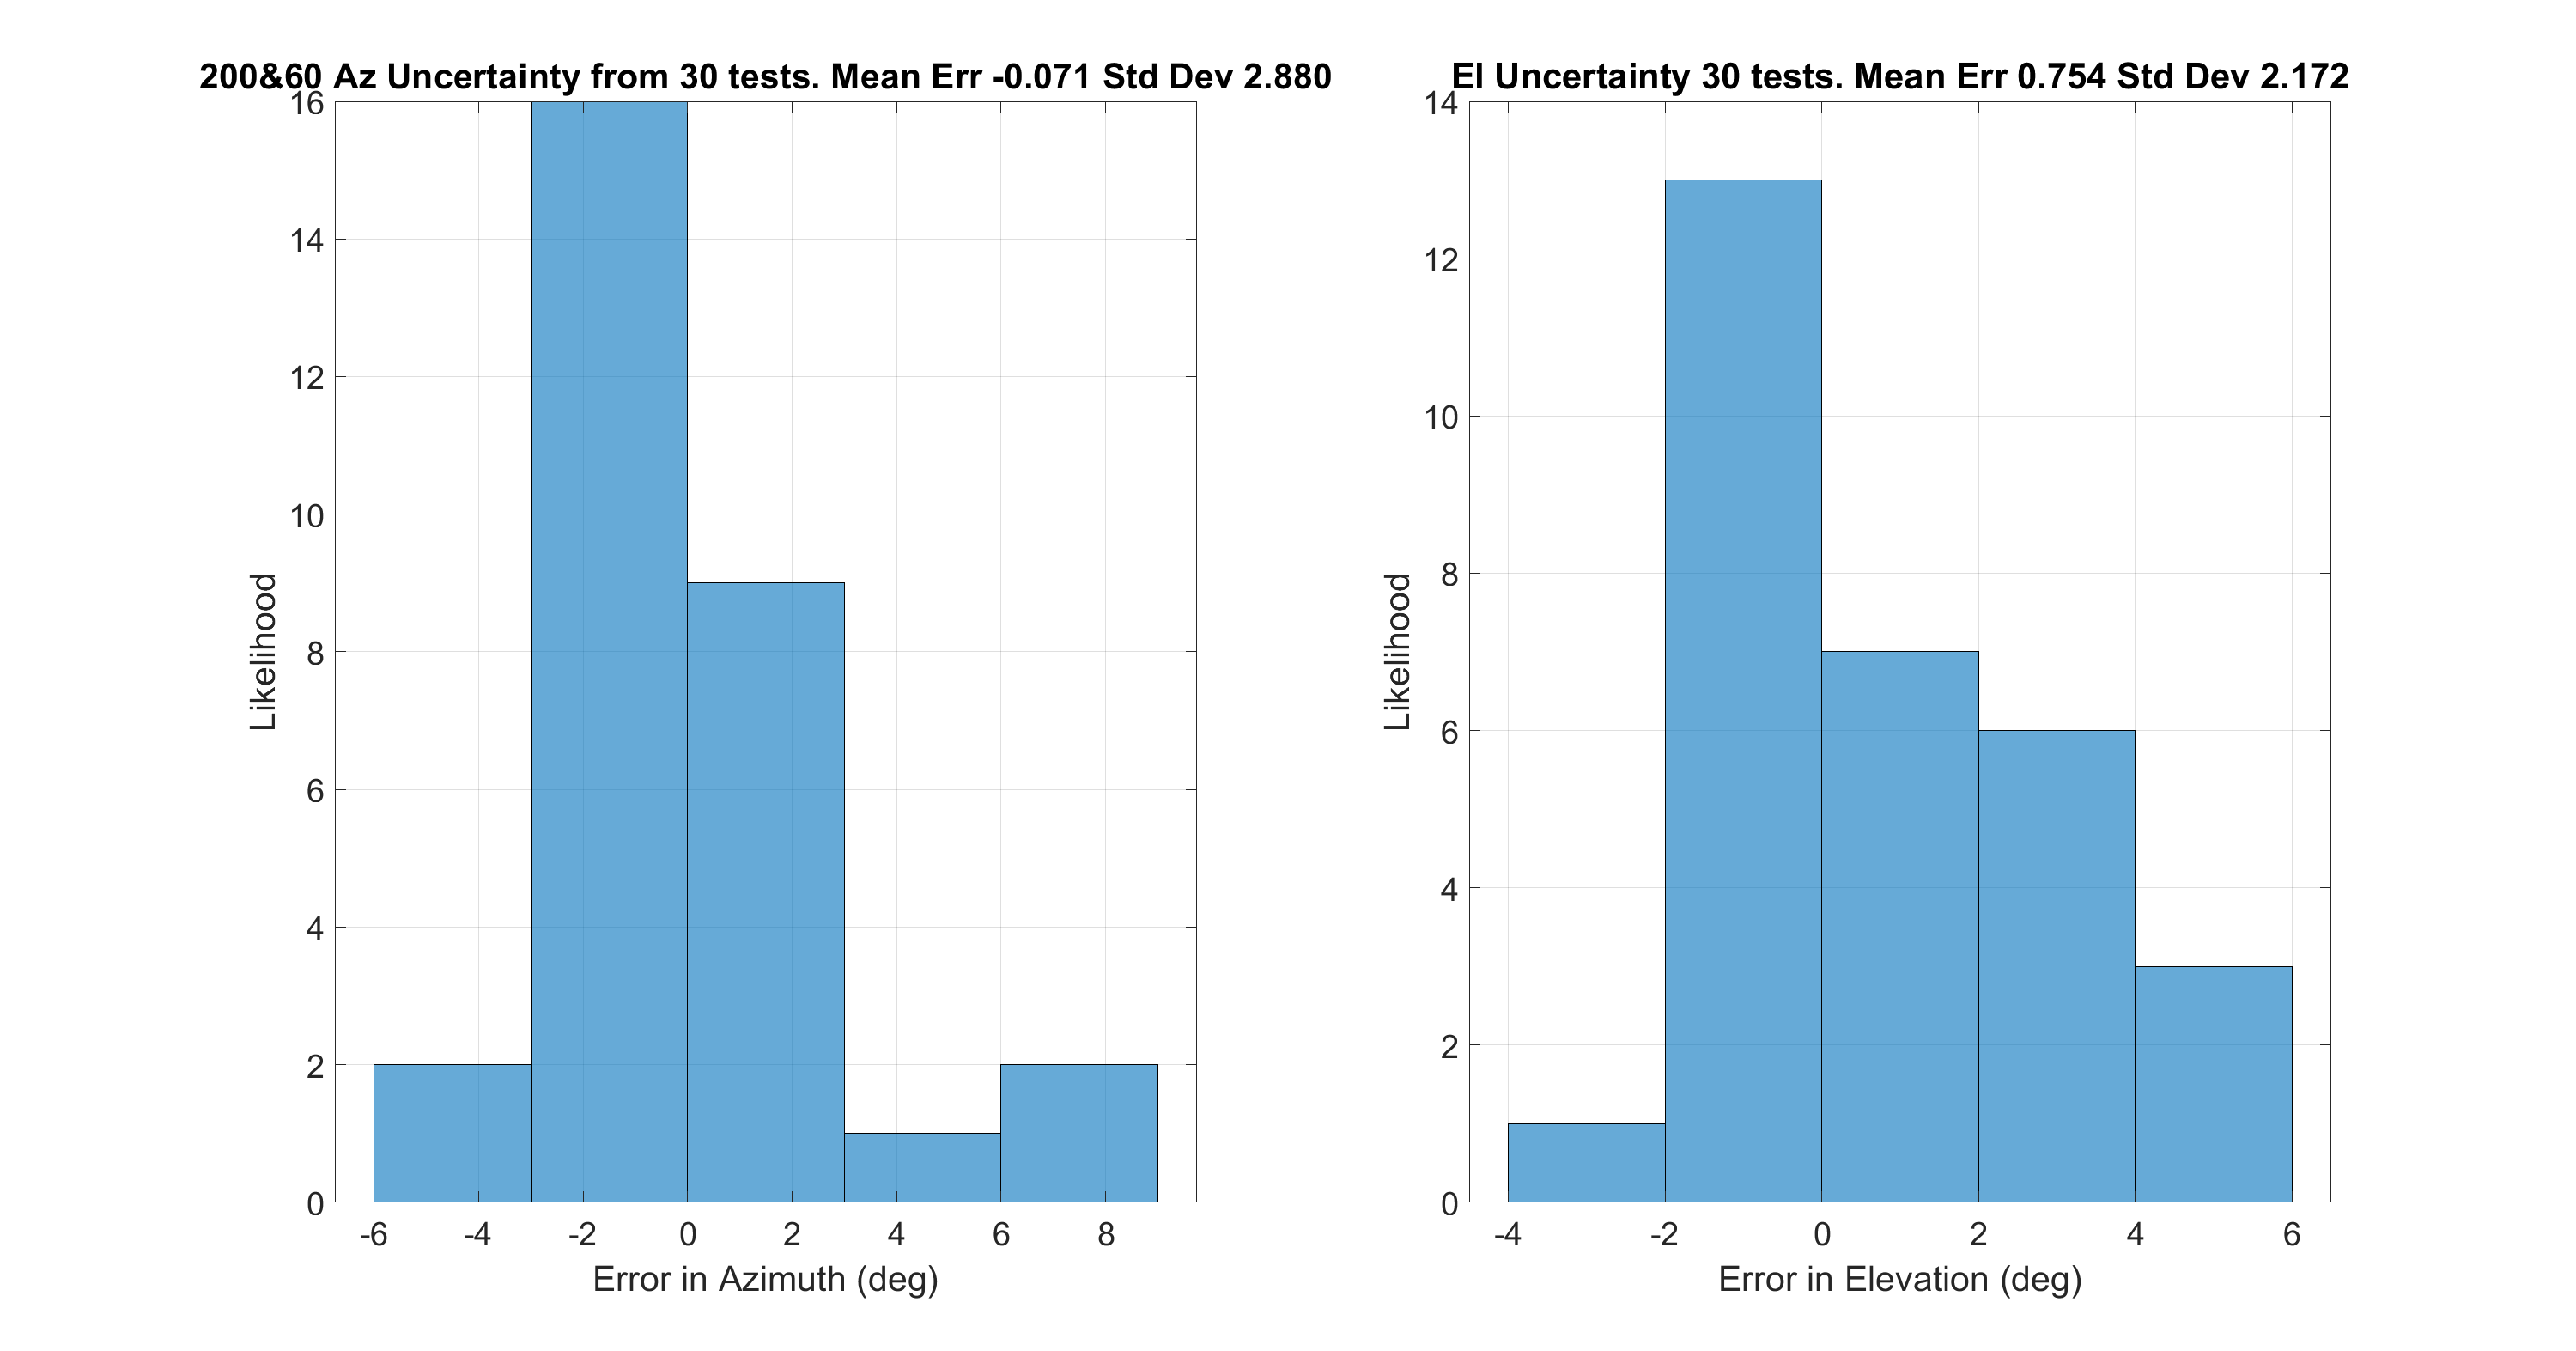 200&60 Az Uncertainty from 30 tests. Mean Err -0.071 Std Dev 2.880
16
14
12
10
8
6
4
2
0
Likelihood
-6 -4 -2 0 2 4 6 8
Error in Azimuth (deg)
El Uncertainty 30 tests. Mean Err 0.754 Std Dev 2.172
14
12
10
8
6
4
2
0
Likelihood
-4 -2 0 2 4 6
Error in Elevation (deg)